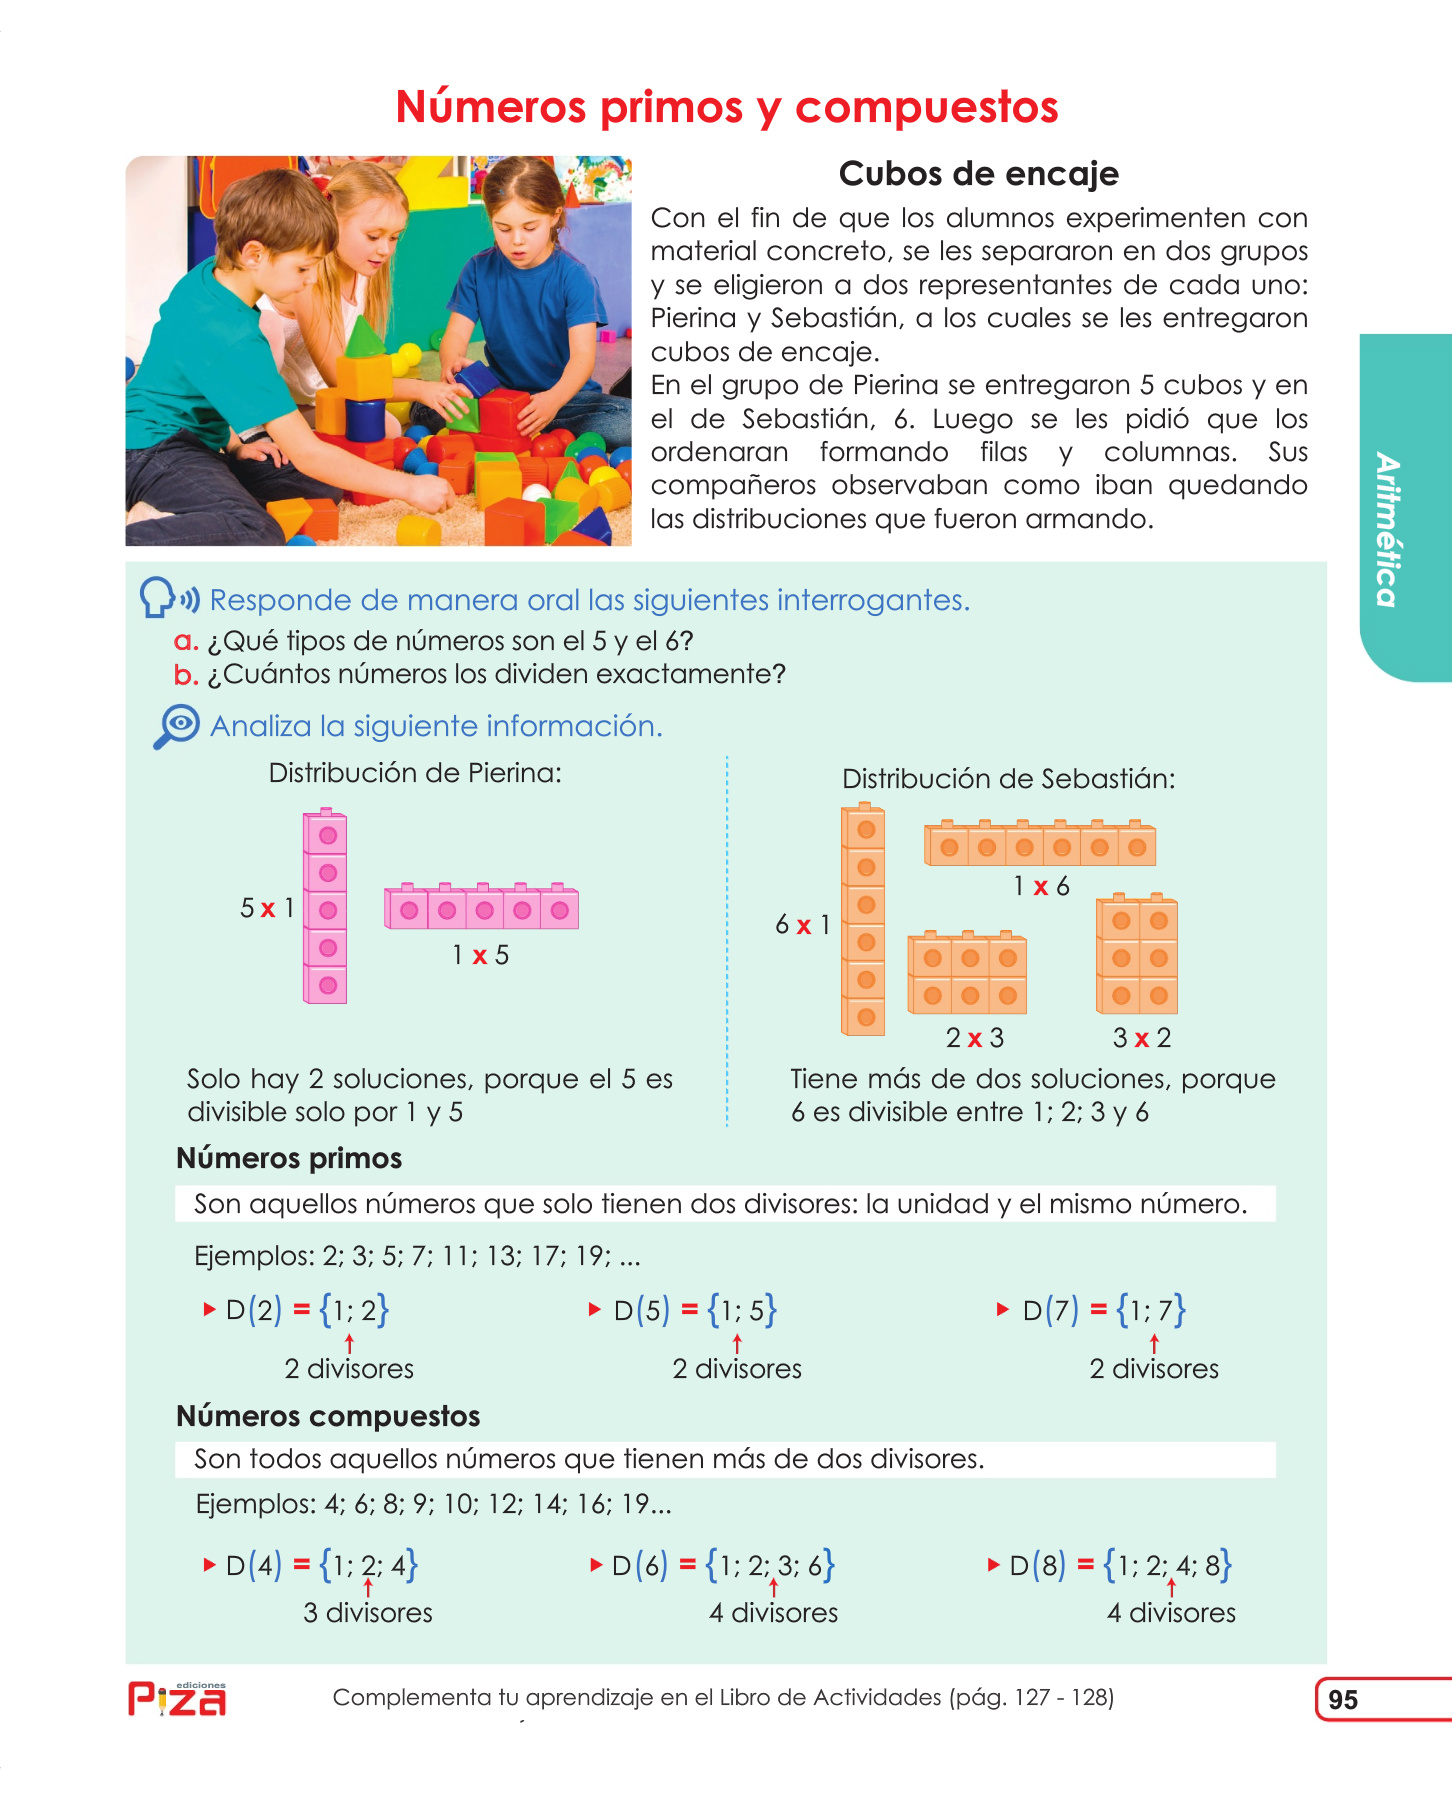 Números primos y compuestos
Cubos de encaje
Con el fin de que los alumnos experimenten con
material concreto, se les separaron en dos grupos
y se eligieron a dos representantes de cada uno:
Pierina y Sebastián, a los cuales se les entregaron
cubos de encaje.
En el grupo de Pierina se entregaron 5 cubos y en
el de Sebastián, 6. Luego se les pidió que los
ordenaran formando filas y columnas. Sus
compañeros observaban como iban quedando
las distribuciones que fueron armando.
Aritmética
Responde de manera oral las siguientes interrogantes.
a. ¿Qué tipos de números son el 5 y el 6?
b. ¿Cuántos números los dividen exactamente?
Analiza la siguiente información.
Distribución de Pierina:
5 x 1
1 x 5
Solo hay 2 soluciones, porque el 5 es
divisible solo por 1 y 5
Distribución de Sebastián:
1 x 6
6 x 1
2 x 3
3 x 2
Tiene más de dos soluciones, porque
6 es divisible entre 1; 2; 3 y 6
Números primos
Son aquellos números que solo tienen dos divisores: la unidad y el mismo número.
Ejemplos: 2; 3; 5; 7; 11; 13; 17; 19; ...
D(2) = {1; 2}
2 divisores
D(5) = {1; 5}
2 divisores
D(7) = {1; 7}
2 divisores
Números compuestos
Son todos aquellos números que tienen más de dos divisores.
Ejemplos: 4; 6; 8; 9; 10; 12; 14; 16; 19...
D(4) = {1; 2; 4}
3 divisores
D(6) = {1; 2; 3; 6}
4 divisores
D(8) = {1; 2; 4; 8}
4 divisores
ediciones
Piza
Complementa tu aprendizaje en el Libro de Actividades (pág. 127 - 128)
95